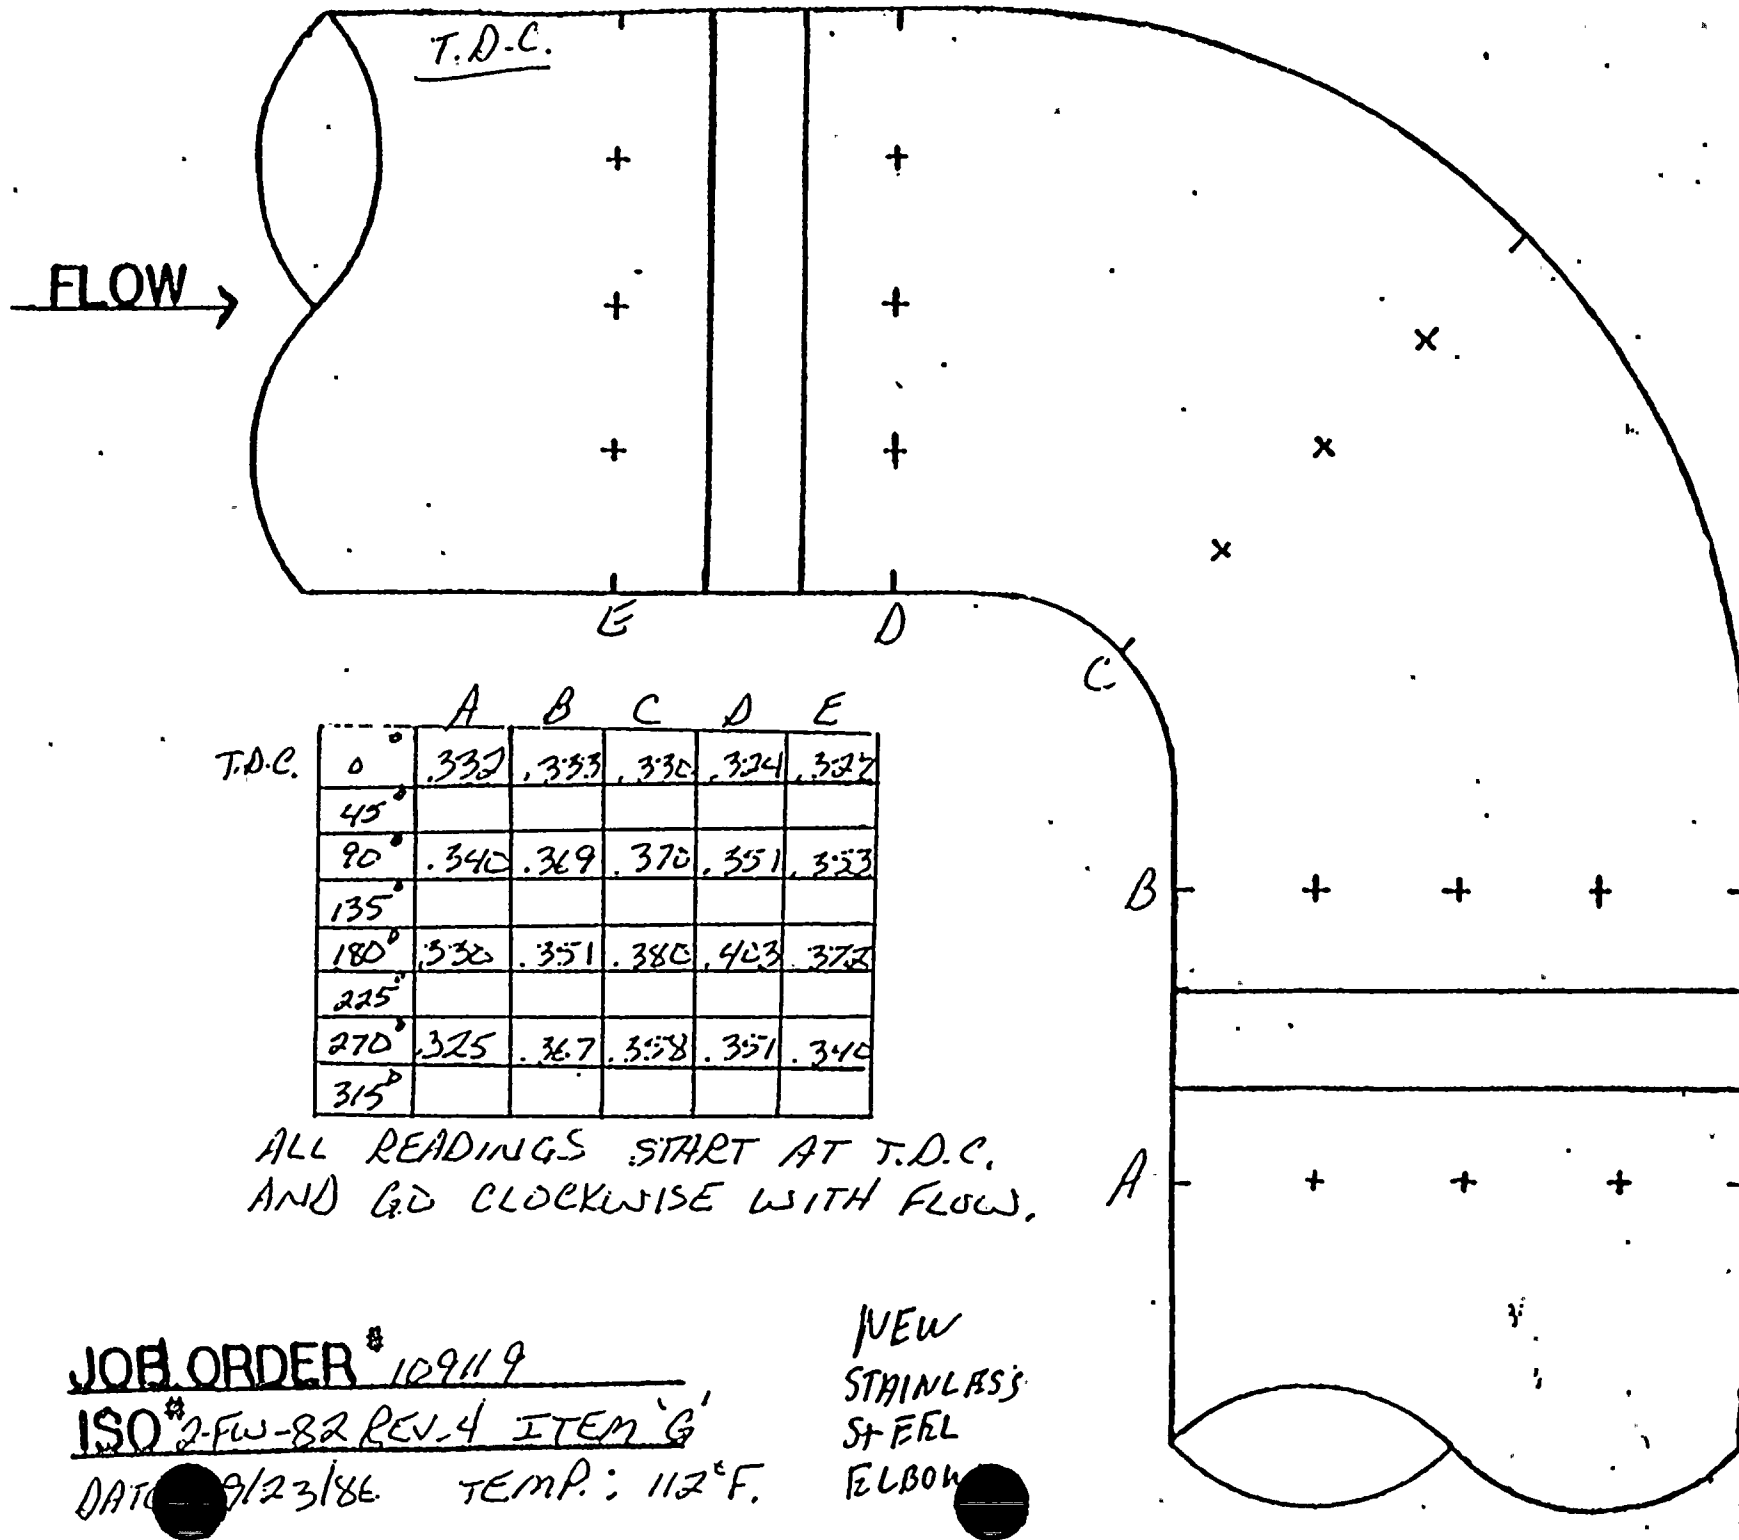 T.D.C.
FLOW
E
D
C
A B C D E
T.D.C. 0° .332 .333 .330 .324 .327
45°
90° .340 .369 .370 .351 .353
135°
180° .330 .351 .380 .403 .372
225°
270° .325 .367 .358 .351 .340
315°
B
A
ALL READINGS START AT T.D.C.
AND GO CLOCKWISE WITH FLOW.
JOB ORDER # 109119
ISO # 2-FW-82 REV-4 ITEM 'G'
9/23/86 TEMP.: 112°F.
NEW
STAINLESS
StEEL
ELBOW